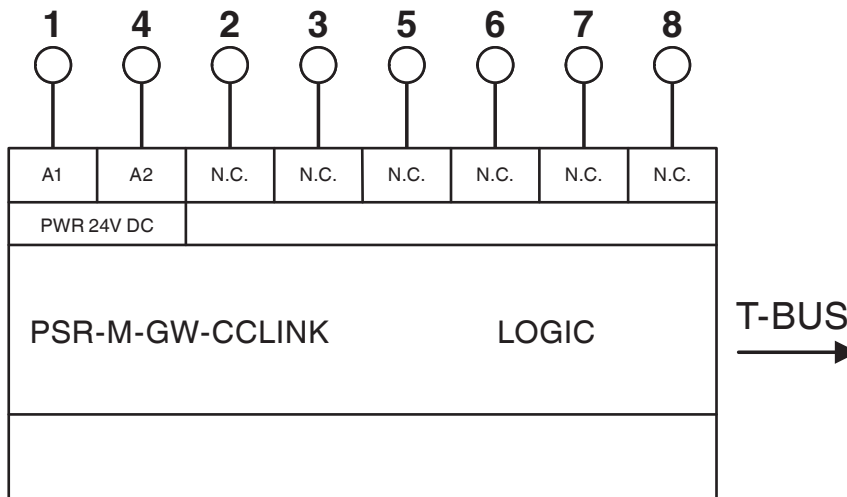 1 4 2 3 5 6 7 8
A1 A2 N.C. N.C. N.C. N.C. N.C. N.C.
PWR 24V DC
PSR-M-GW-CCLINK LOGIC
T-BUS